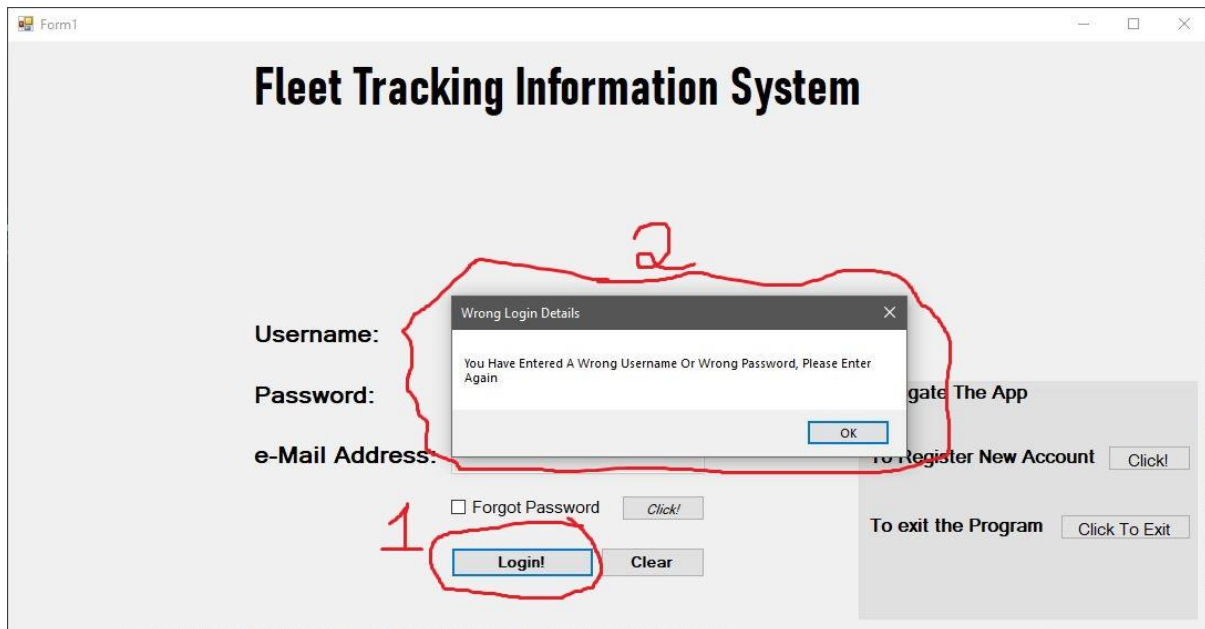 Form1
Fleet Tracking Information System
2
Wrong Login Details
You Have Entered A Wrong Username Or Wrong Password, Please Enter
Again
OK
Username:
Password:
e-Mail Address:
gate The App
To Register New Account
Click!
Forgot Password
Click!
To exit the Program
Click To Exit
1
Login!
Clear